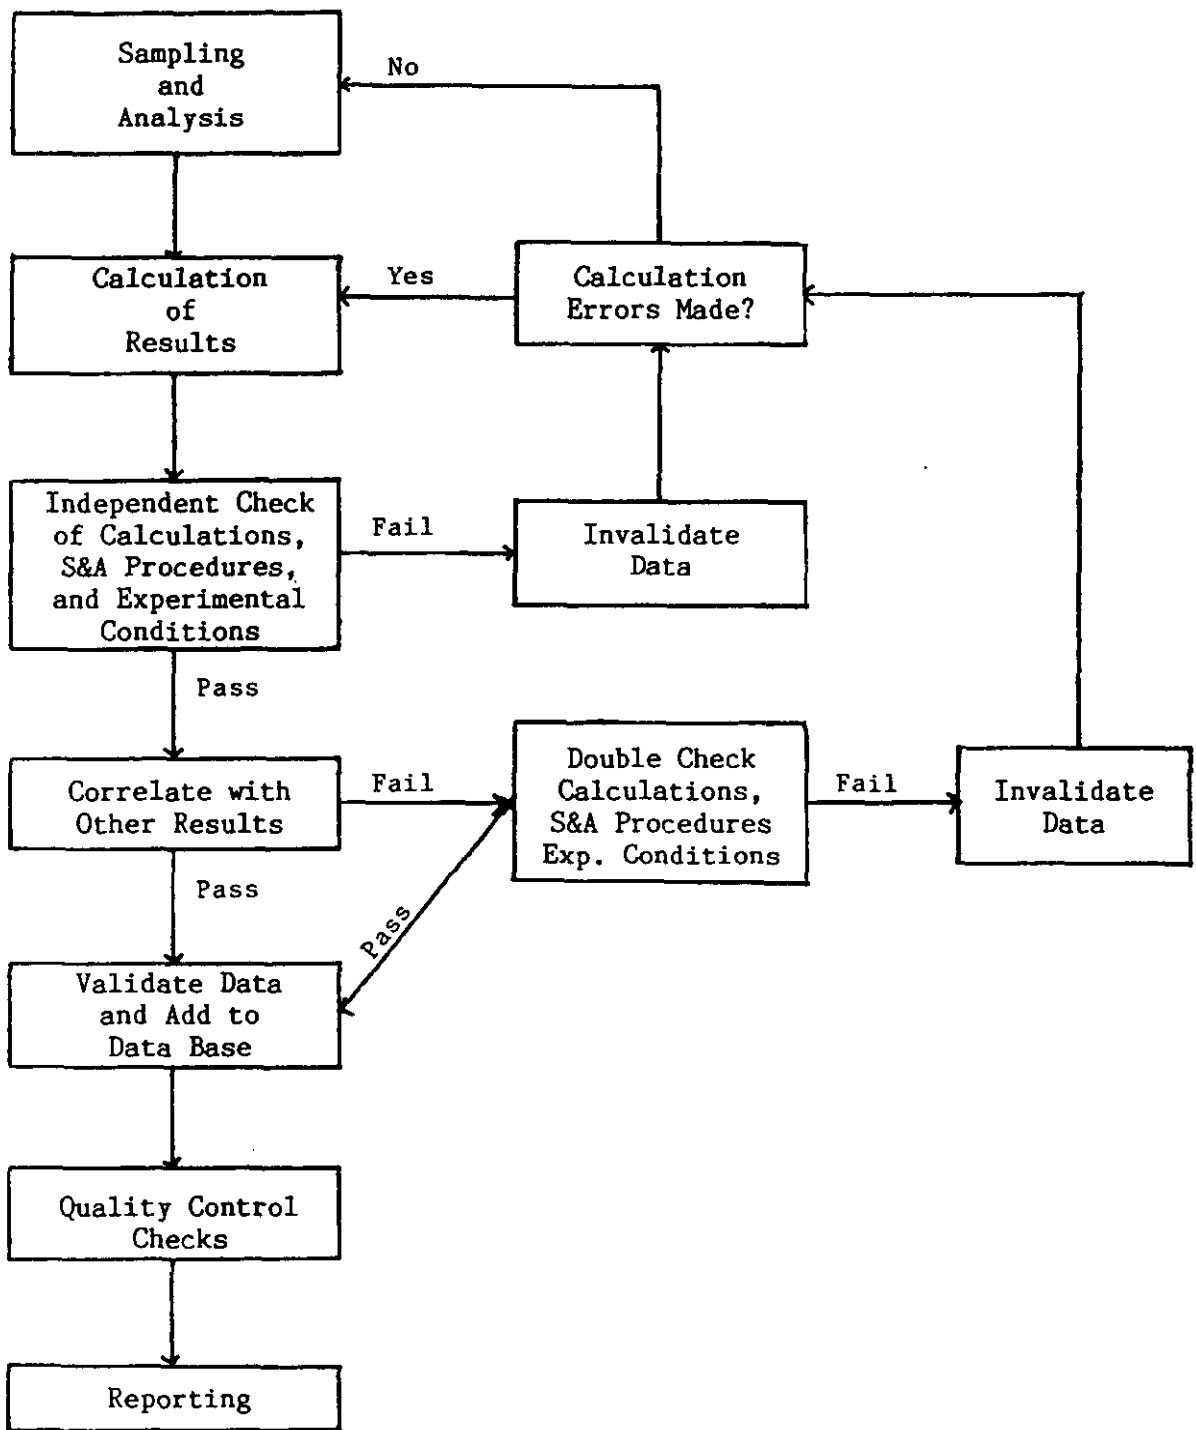 Sampling
and
Analysis
No
Calculation
of
Results
Yes
Calculation
Errors Made?
Independent Check
of Calculations,
S&A Procedures,
and Experimental
Conditions
Fail
Invalidate
Data
Pass
Correlate with
Other Results
Fail
Double Check
Calculations,
S&A Procedures
Exp. Conditions
Fail
Invalidate
Data
Pass
Pass
Validate Data
and Add to
Data Base
Quality Control
Checks
Reporting